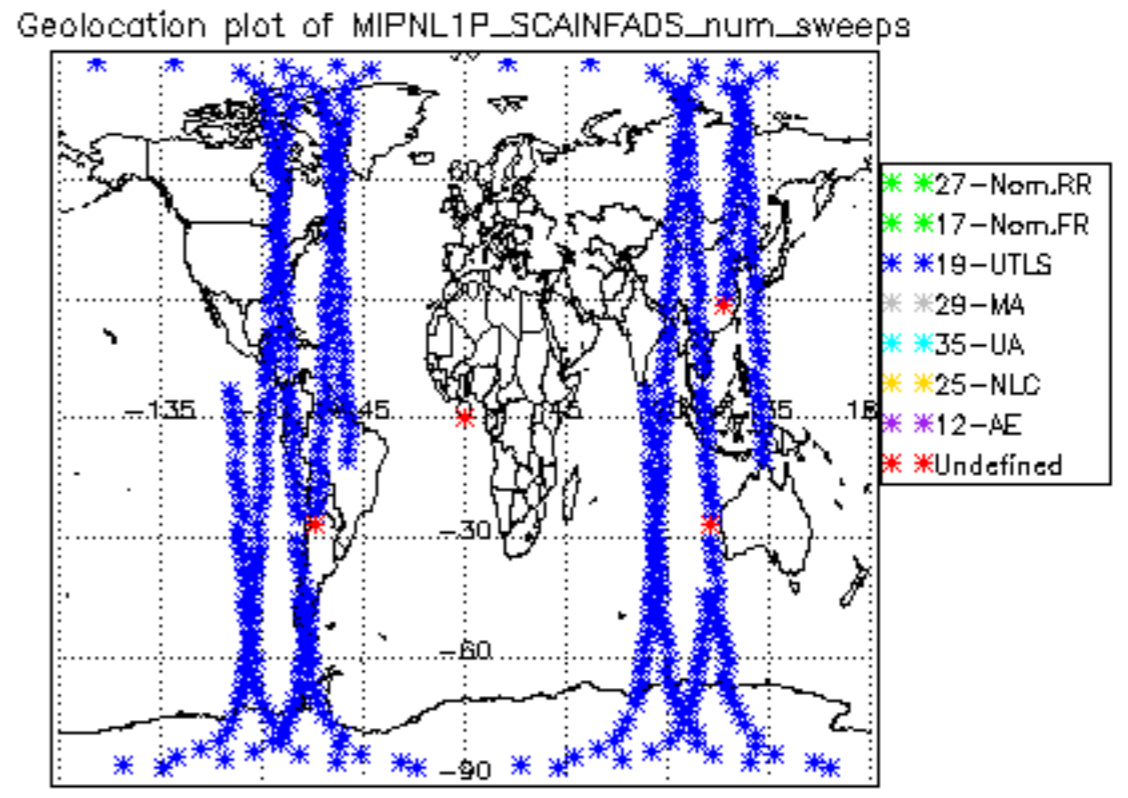 Geolocation plot of MIPNL1P_SCAINFADS_num_sweeps
60
27-Nom.RR
17-Nom.FR
19-UTLS
29-MA
35-UA
25-NLC
12-AE
Undefined
-135
45
-30
-60
-90